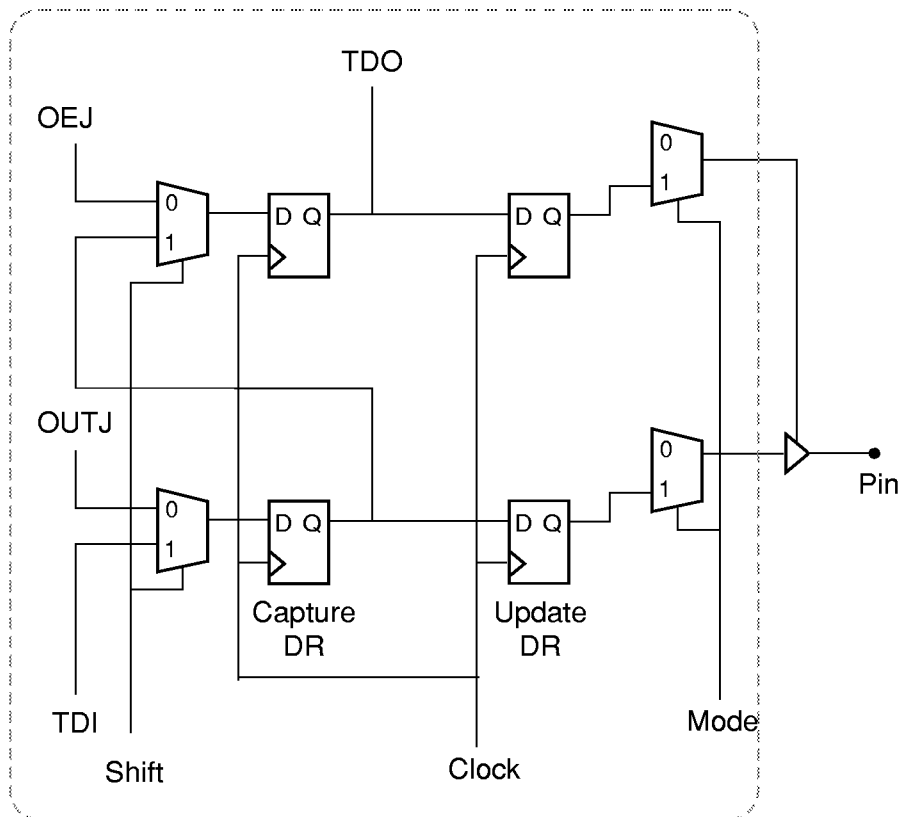 TDO
OEJ
0
1
D Q
D Q
0
1
OUTJ
0
1
D Q
D Q
0
1
Pin
Capture
DR
Update
DR
TDI
Shift
Clock
Mode